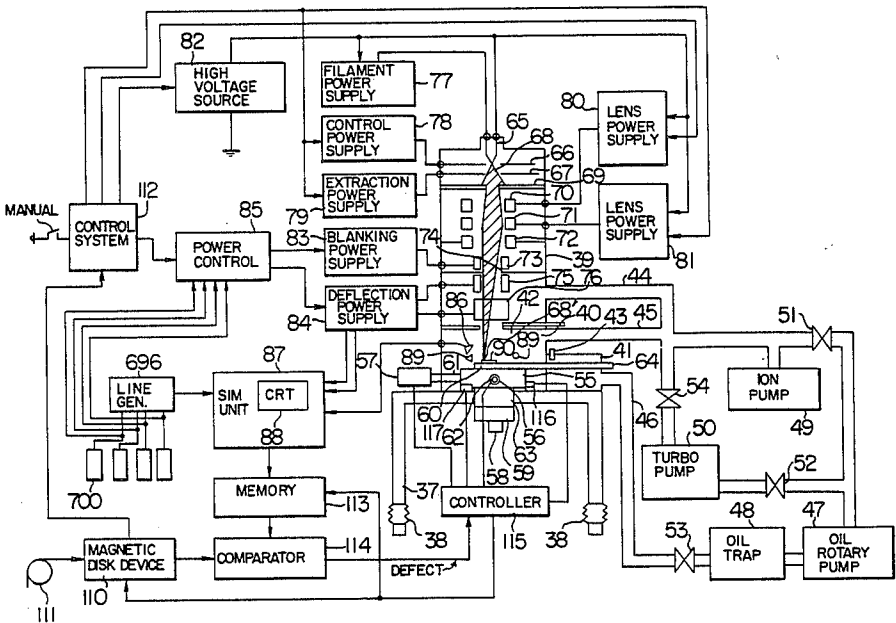 82
HIGH
VOLTAGE
SOURCE
FILAMENT
POWER
SUPPLY
77
CONTROL
POWER
SUPPLY
78
EXTRACTION
POWER
SUPPLY
79
83
BLANKING
POWER
SUPPLY
DEFLECTION
POWER
SUPPLY
84
65
68
66
67
69
70
71
72
73
39
74
75
76
44
80
LENS
POWER
SUPPLY
LENS
POWER
SUPPLY
81
112
MANUAL
CONTROL
SYSTEM
85
POWER
CONTROL
86
42
68'
40
45
43
89
90
89
61
41
64
57
55
60
117
62
116
46
56
63
59
58
51
54
ION
PUMP
49
50
TURBO
PUMP
52
696
LINE
GEN.
87
SIM
UNIT
CRT
88
700
MEMORY
113
37
38
CONTROLLER
115
38
53
48
OIL
TRAP
47
OIL
ROTARY
PUMP
MAGNETIC
DISK DEVICE
110
111
COMPARATOR
114
DEFECT